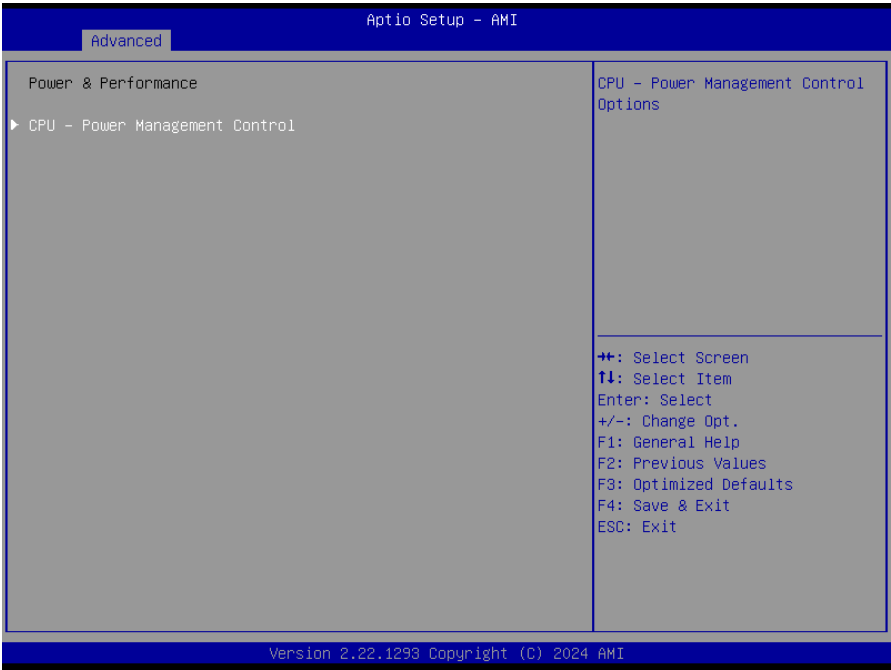 Aptio Setup – AMI
Advanced
Power & Performance
CPU – Power Management Control
CPU – Power Management Control
Options
→←: Select Screen
↑↓: Select Item
Enter: Select
+/-: Change Opt.
F1: General Help
F2: Previous Values
F3: Optimized Defaults
F4: Save & Exit
ESC: Exit
Version 2.22.1293 Copyright (C) 2024 AMI